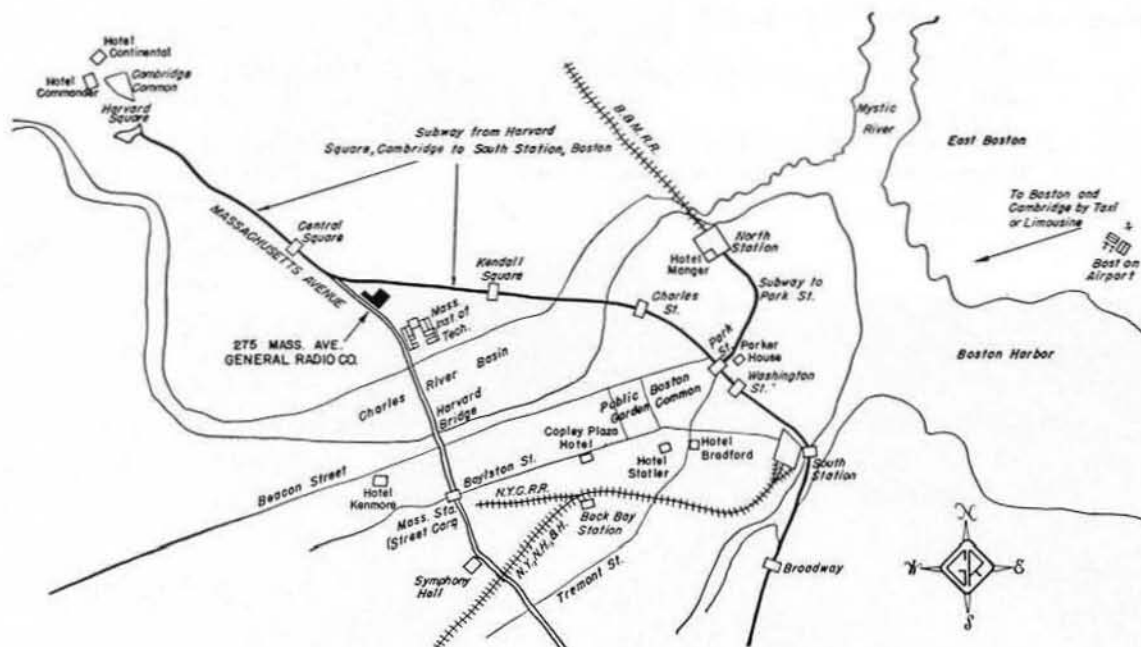 Hotel
Continental
Hotel
Commander
Cambridge
Common
Harvard
Square
Subway from Harvard
Square, Cambridge to South Station, Boston
B.&M.R.R.
Mystic
River
East Boston
To Boston and
Cambridge by Taxi
or Limousine
Boston
Airport
MASSACHUSETTS AVENUE
Central
Square
Kendall
Square
North
Station
Hotel
Manger
Subway to
Park St.
Charles
St.
275 MASS. AVE.
GENERAL RADIO CO.
Mass.
Inst. of
Tech.
Park
St.
Parker
House
Washington
St.
Boston Harbor
Charles River Basin
Harvard
Bridge
Public
Garden
Boston
Common
Copley Plaza
Hotel
Hotel
Statler
Hotel
Bradford
South
Station
Beacon Street
Hotel
Kenmore
Boylston St.
Mass. Sta.
(Street Car)
N.Y.C.R.R.
Back Bay
Station
N.Y., N.H., & H.
Symphony
Hall
Tremont St.
Broadway
N
W
E
S
GR